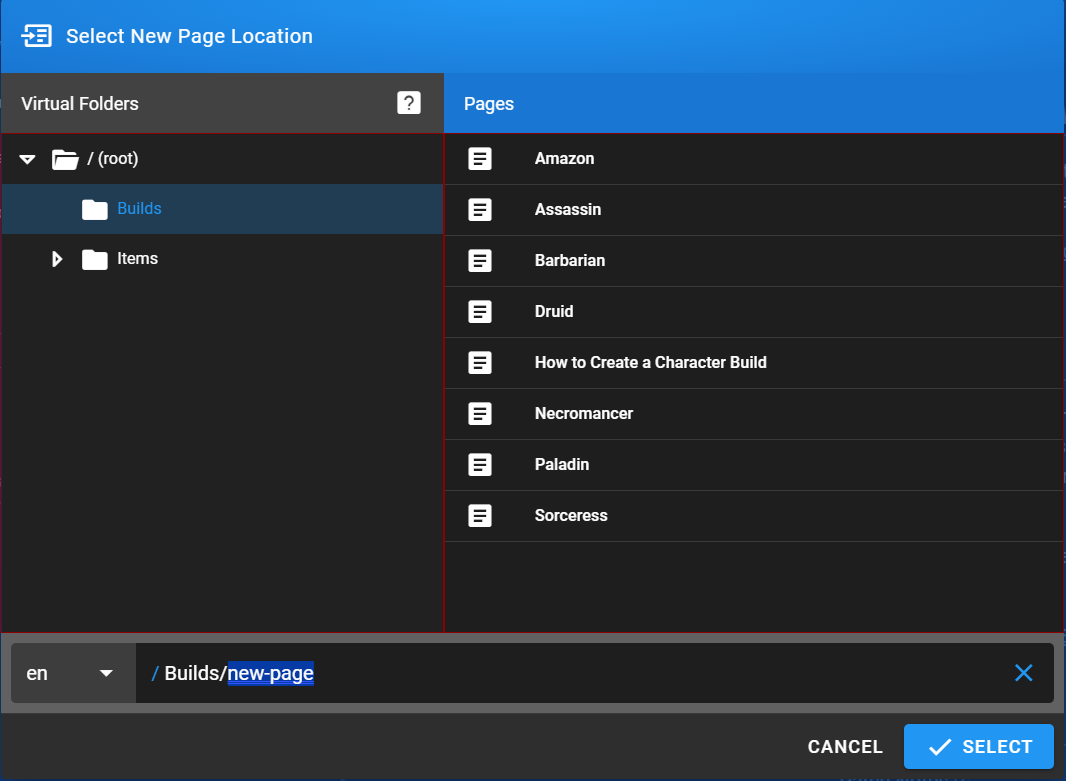 Select New Page Location
Virtual Folders
?
Pages
/ (root)
Builds
Items
Amazon
Assassin
Barbarian
Druid
How to Create a Character Build
Necromancer
Paladin
Sorceress
en
/ Builds/new-page
CANCEL
SELECT